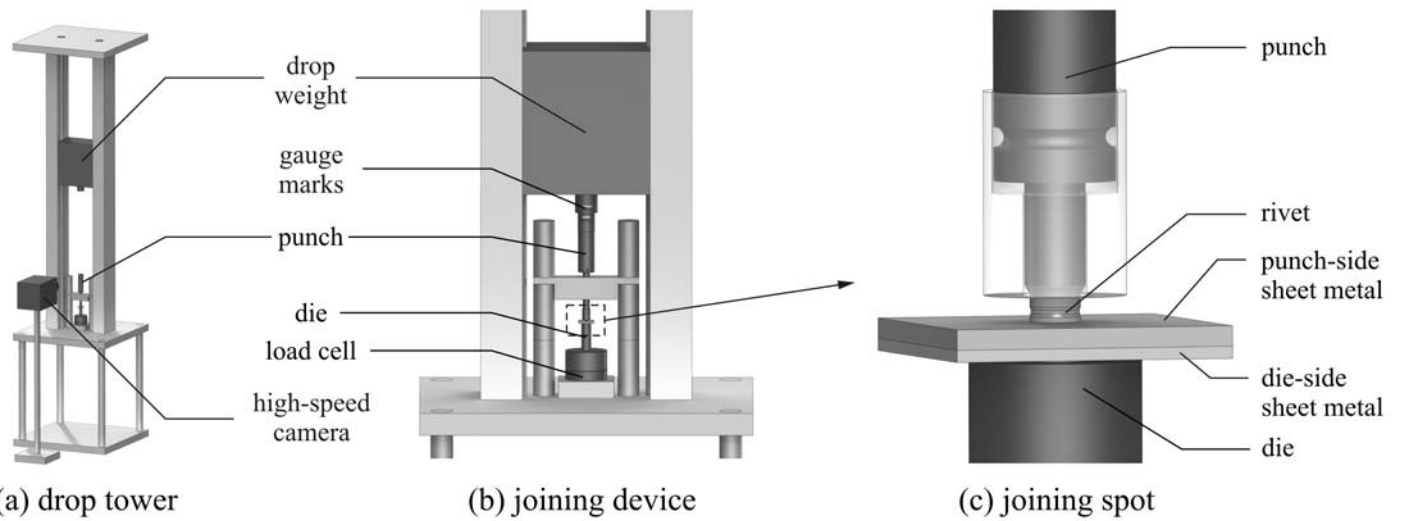 drop
weight
gauge
marks
punch
die
load cell
high-speed
camera
punch
rivet
punch-side
sheet metal
die-side
sheet metal
die
(a) drop tower
(b) joining device
(c) joining spot